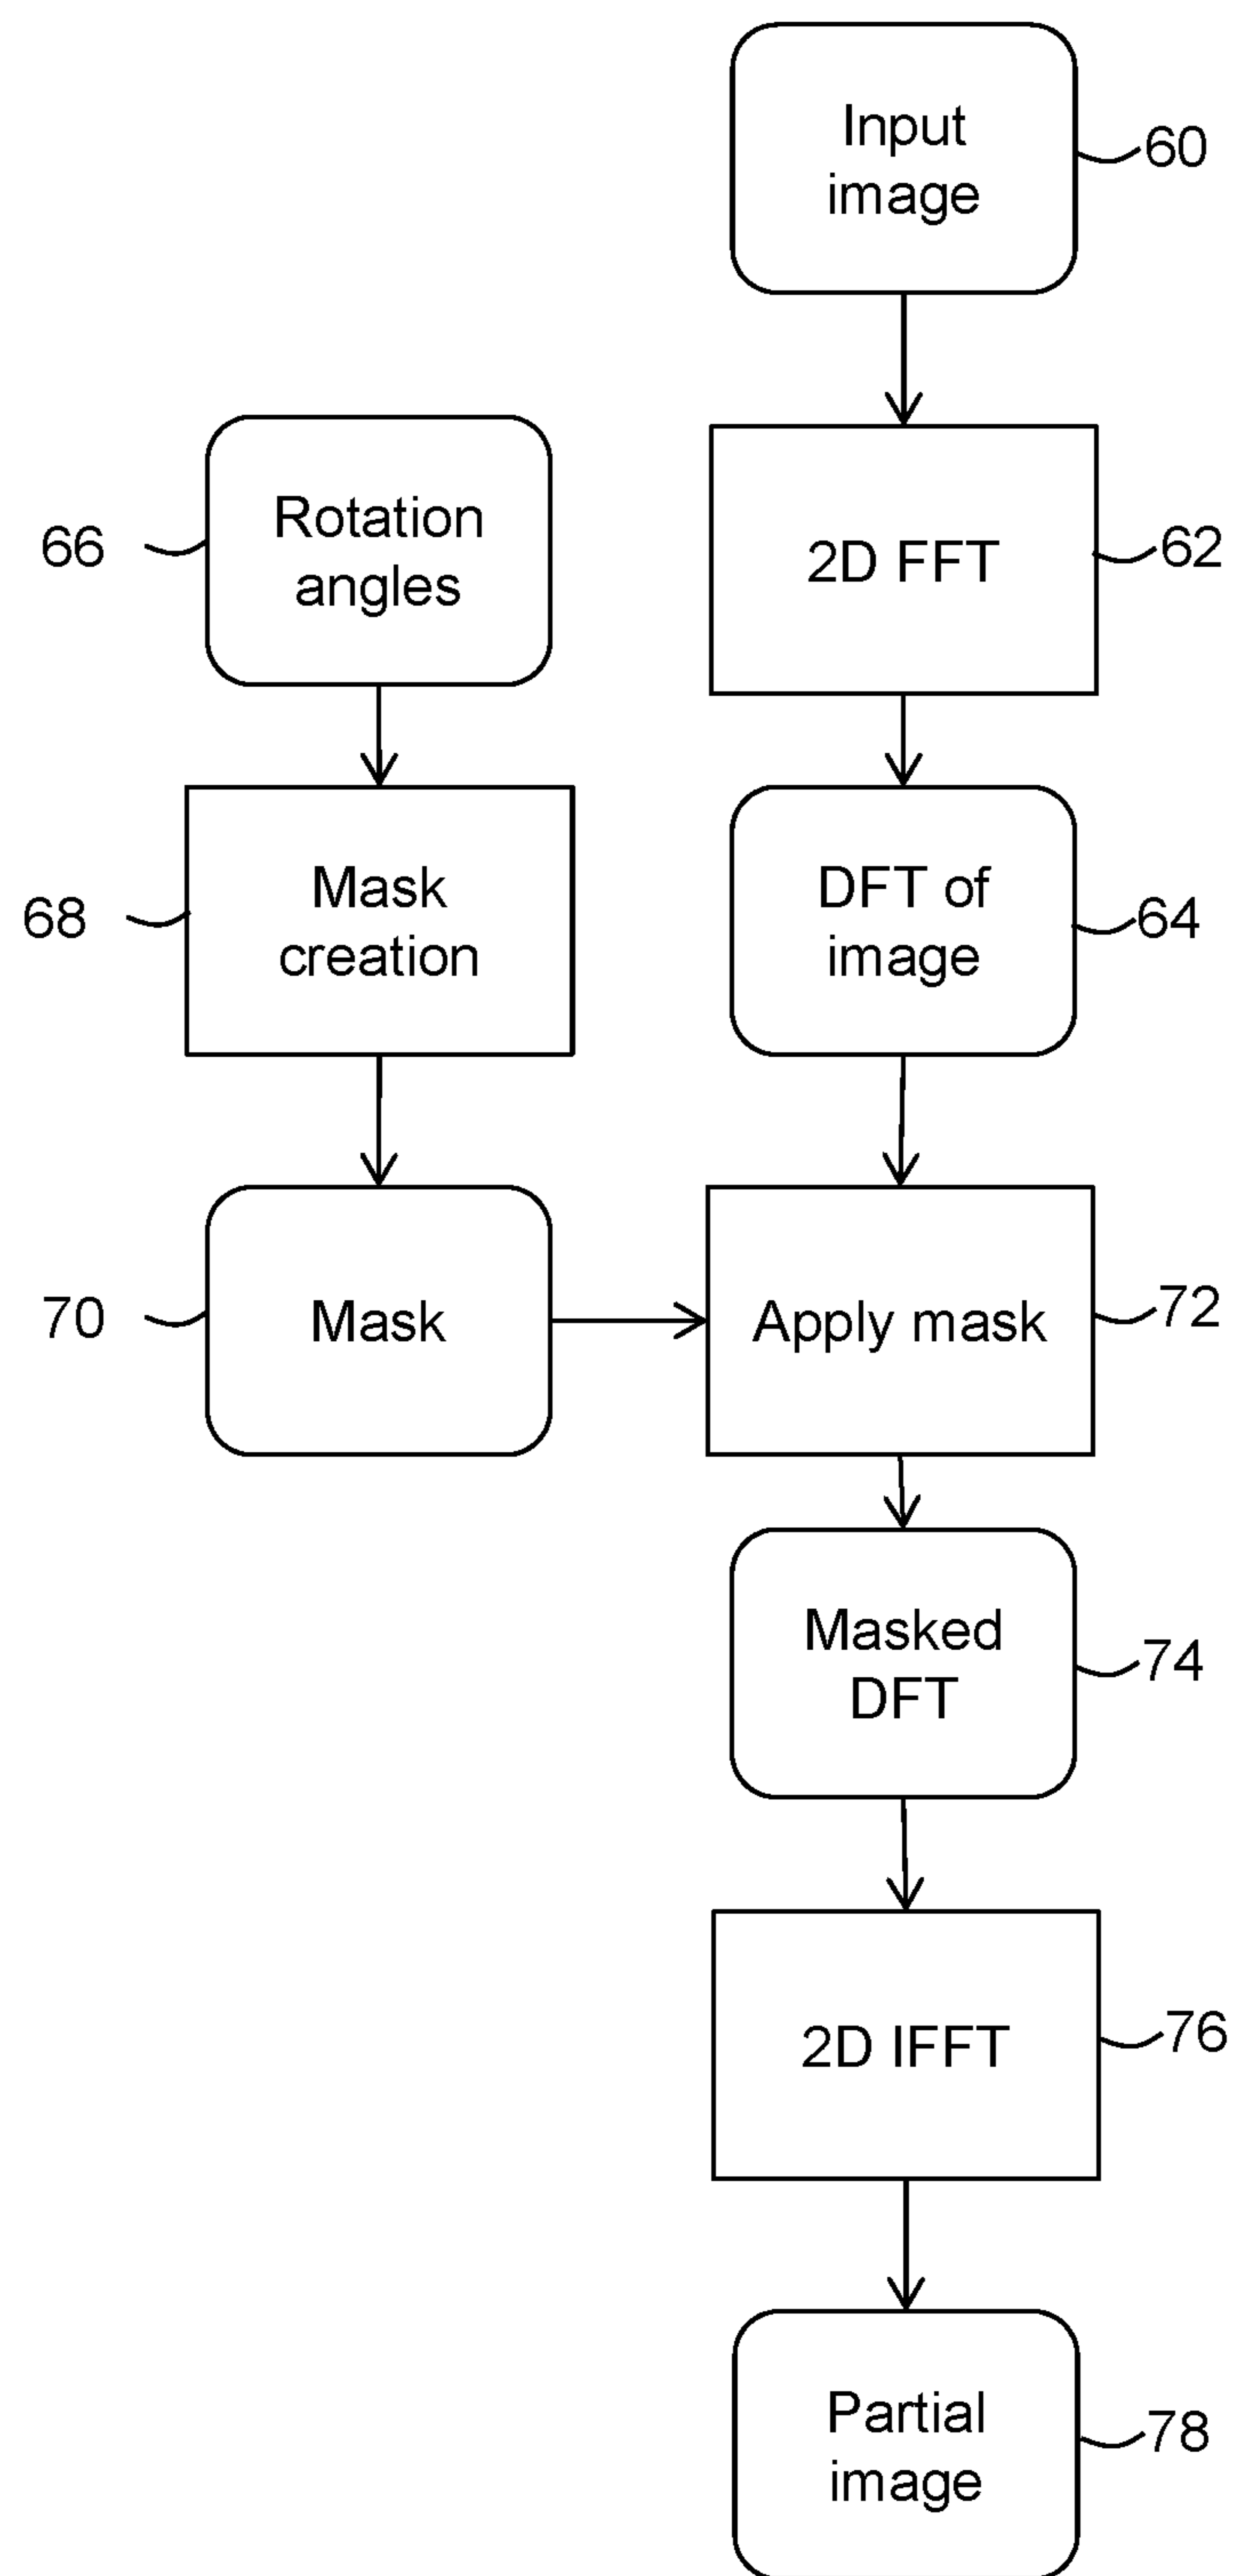 Input
image
60
Rotation
angles
66
2D FFT
62
Mask
creation
68
DFT of
image
64
70
Mask
Apply mask
72
Masked
DFT
74
2D IFFT
76
Partial
image
78